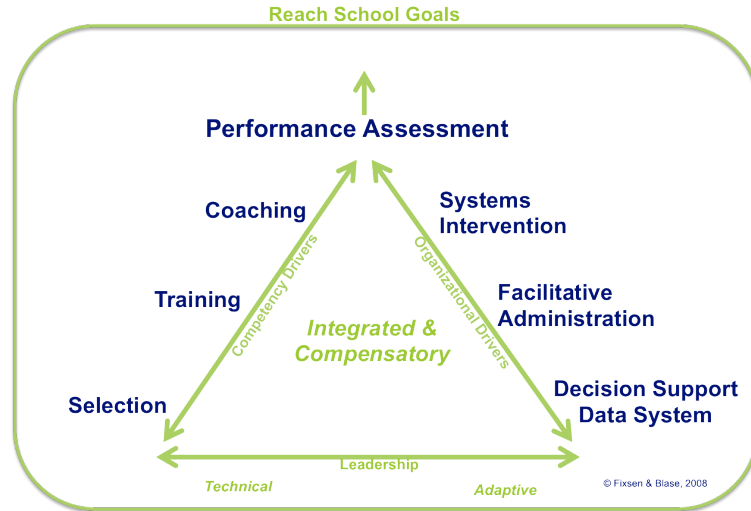 Reach School Goals
Performance Assessment
Coaching
Systems
Intervention
Competency Drivers
Organizational Drivers
Training
Facilitative
Administration
Integrated &
Compensatory
Selection
Decision Support
Data System
Leadership
Technical
Adaptive
© Fixsen & Blase, 2008